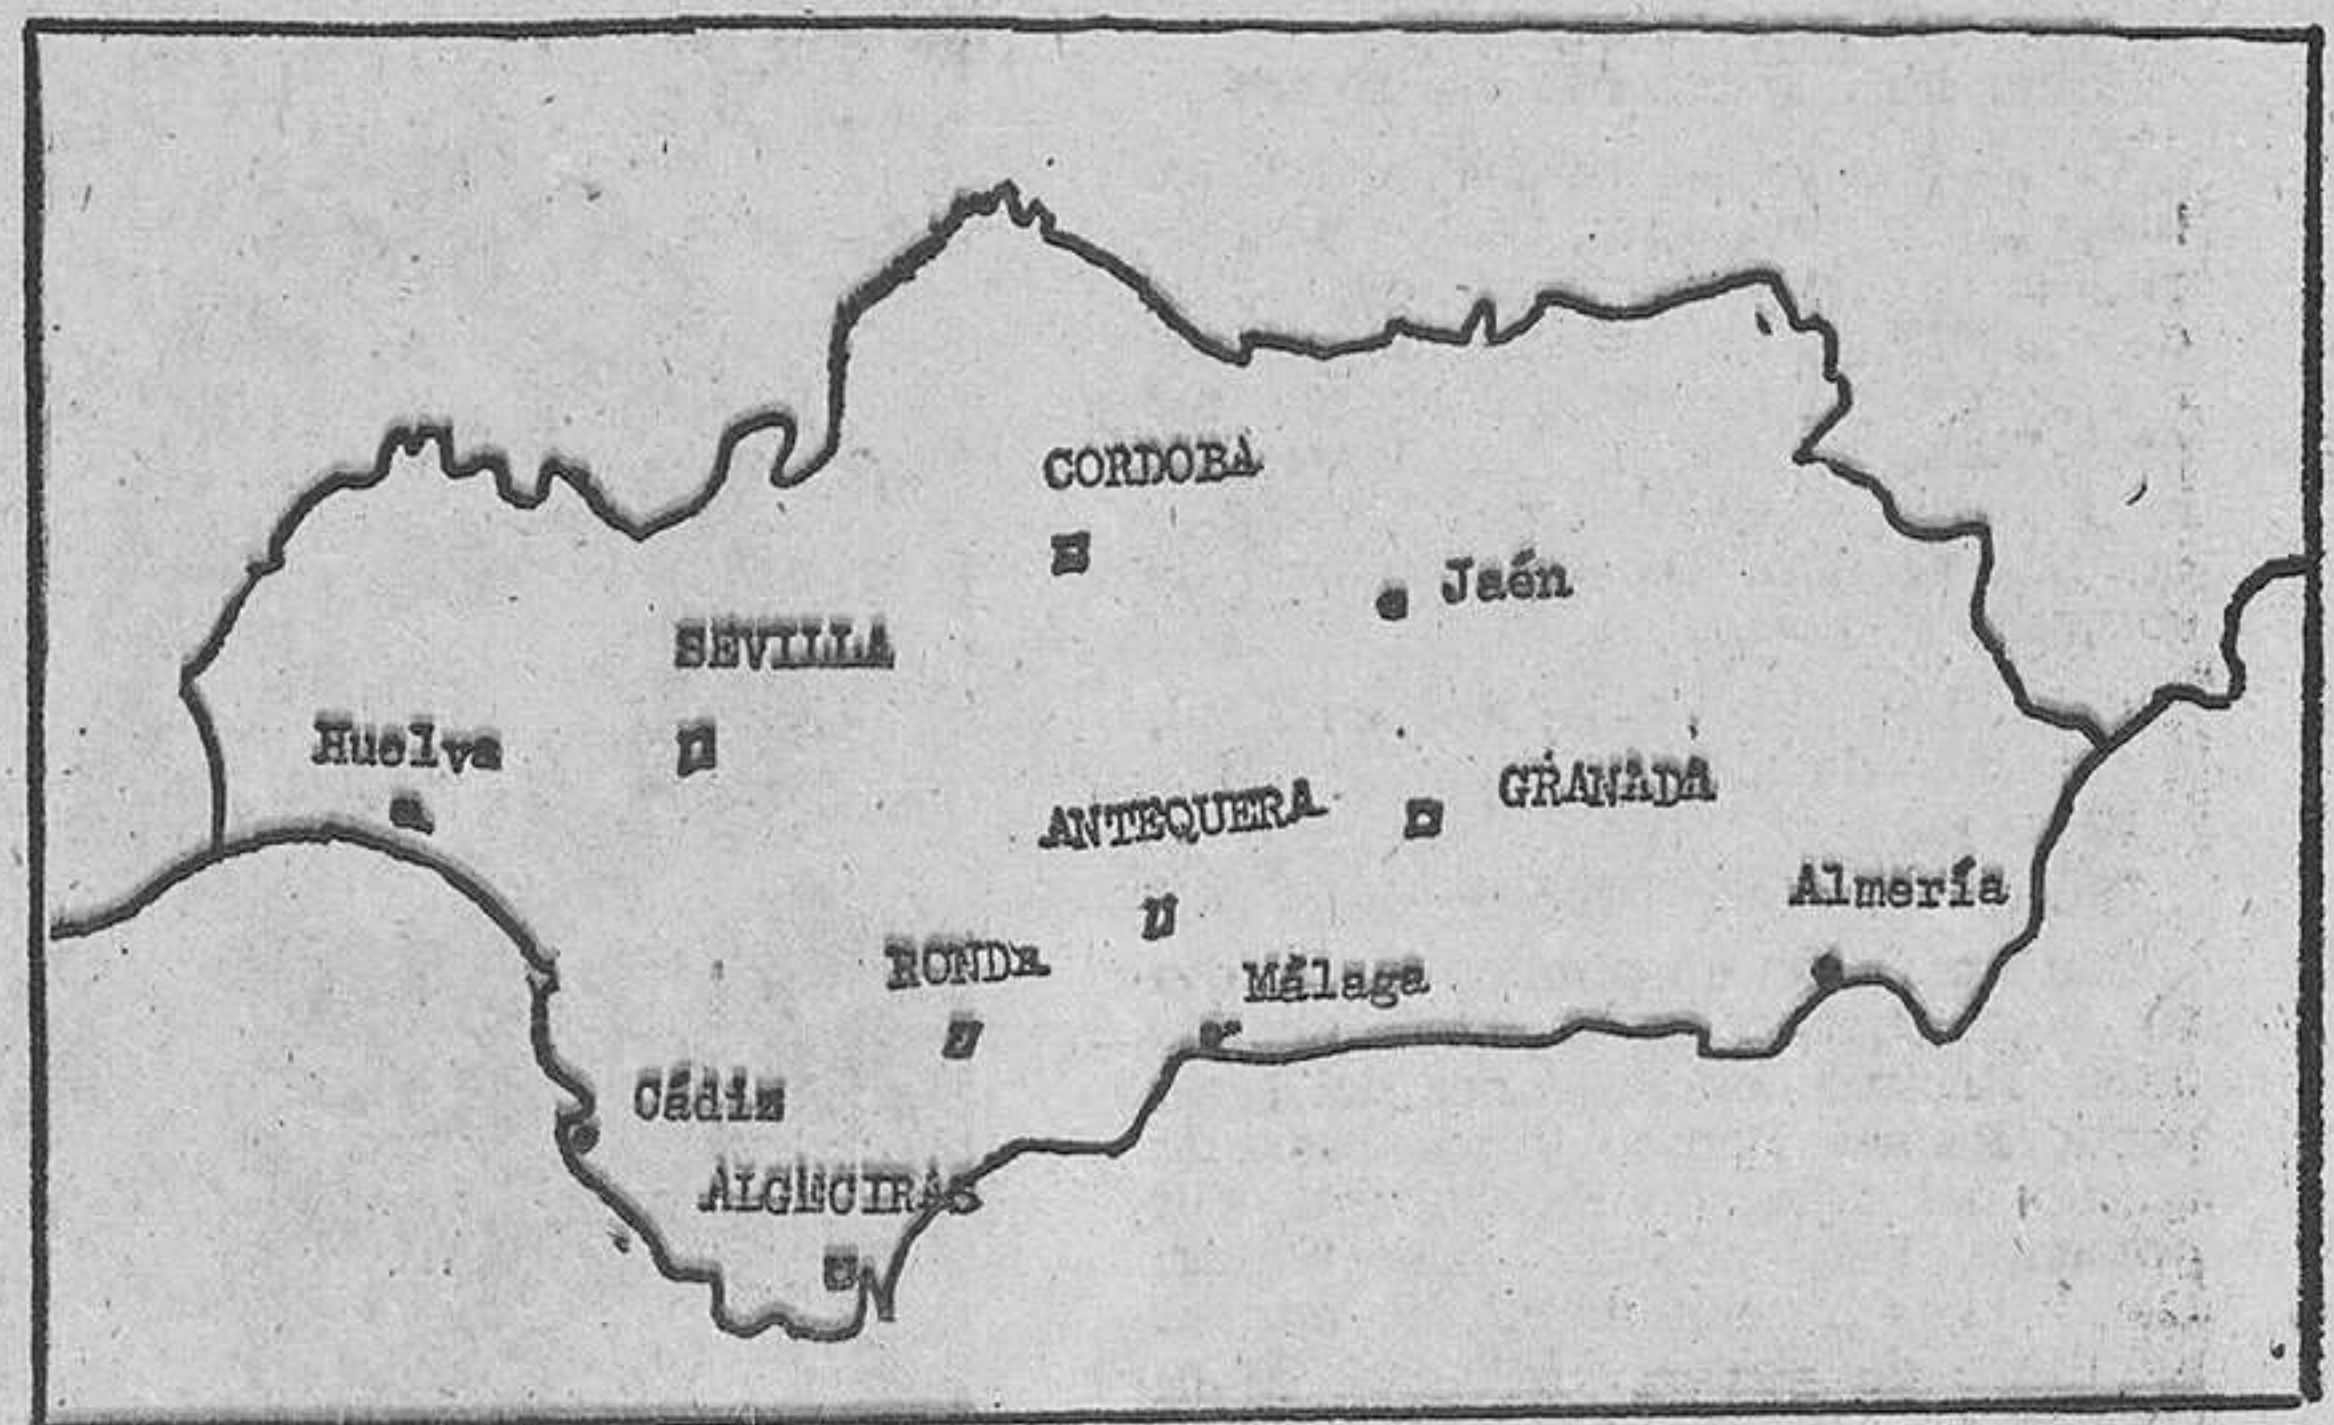 CORDOBA
Jaén
SEVILLA
Huelva
GRANADA
ANTEQUERA
Almería
RONDA
Málaga
Cádiz
ALGECIRAS